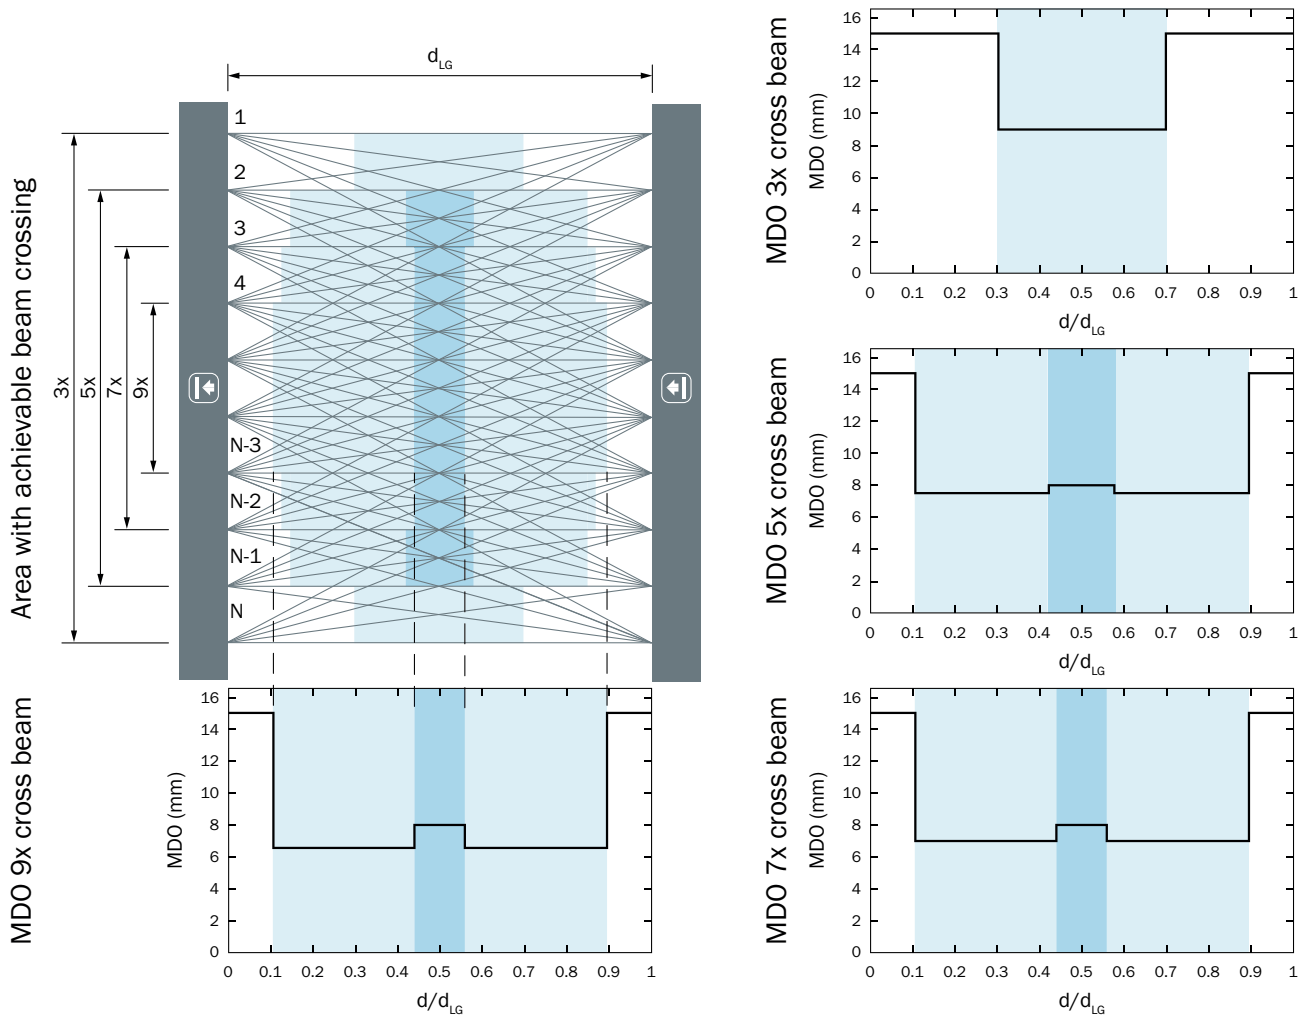 d_LG
1
2
3
4
N-3
N-2
N-1
N
Area with achievable beam crossing
3x
5x
7x
9x
MDO 3x cross beam
MDO (mm)
16
14
12
10
8
6
4
2
0
0 0.1 0.2 0.3 0.4 0.5 0.6 0.7 0.8 0.9 1
d/d_LG
MDO 5x cross beam
MDO (mm)
16
14
12
10
8
6
4
2
0
0 0.1 0.2 0.3 0.4 0.5 0.6 0.7 0.8 0.9 1
d/d_LG
MDO 9x cross beam
MDO (mm)
16
14
12
10
8
6
4
2
0
0 0.1 0.2 0.3 0.4 0.5 0.6 0.7 0.8 0.9 1
d/d_LG
MDO 7x cross beam
MDO (mm)
16
14
12
10
8
6
4
2
0
0 0.1 0.2 0.3 0.4 0.5 0.6 0.7 0.8 0.9 1
d/d_LG